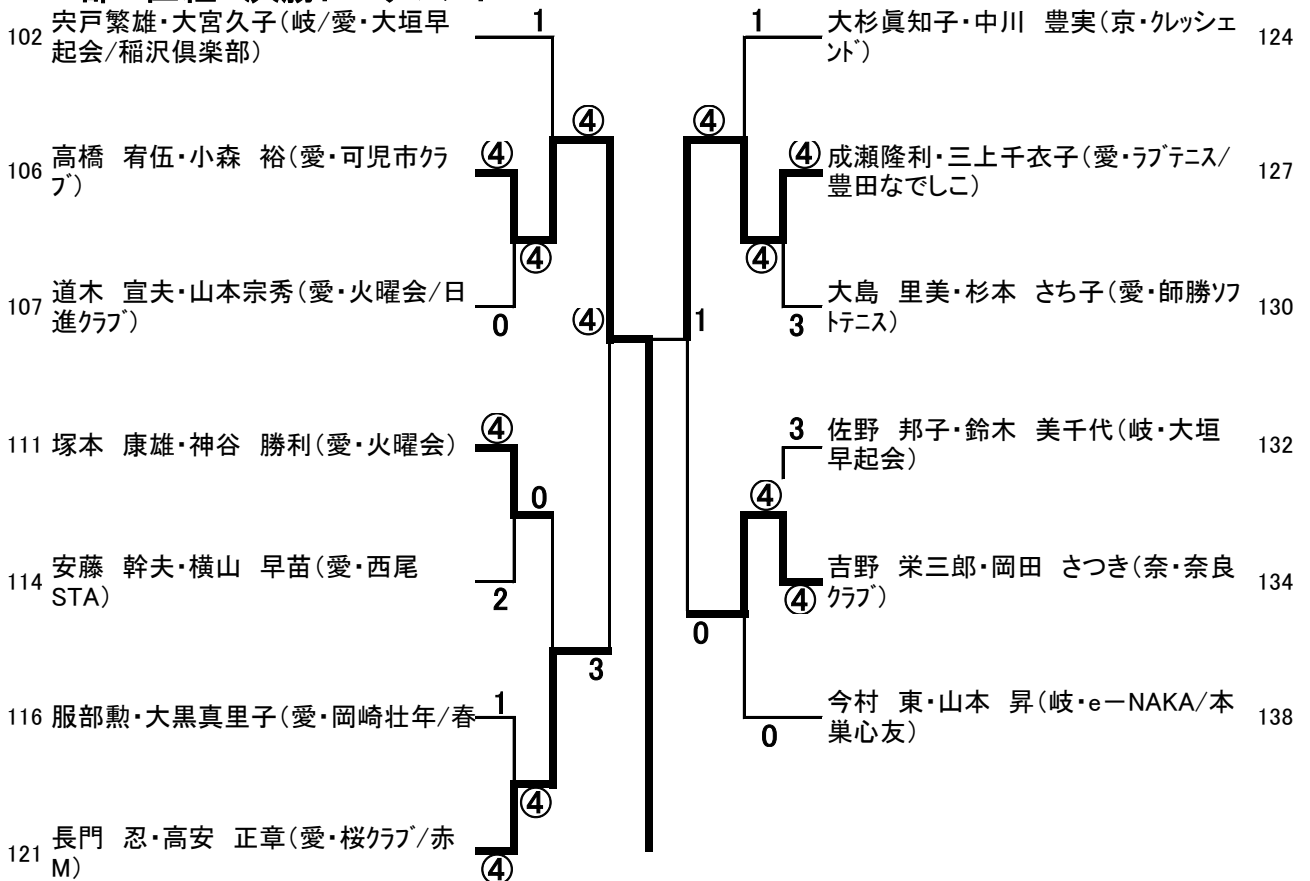 102 宍戸繁雄・大宮久子(岐/愛・大垣早
起会/稲沢倶楽部)
1
④
106 高橋 宥伍・小森 裕(愛・可児市クラ
ブ)
④
④
107 道木 宣夫・山本宗秀(愛・火曜会/日
進クラブ)
0
④
111 塚本 康雄・神谷 勝利(愛・火曜会)
④
0
114 安藤 幹夫・横山 早苗(愛・西尾
STA)
2
3
116 服部勲・大黒真里子(愛・岡崎壮年/春
1
④
121 長門 忍・高安 正章(愛・桜クラブ/赤
M)
④
1
大杉眞知子・中川 豊実(京・クレッシェ
ンド) 124
④
④
成瀬隆利・三上千衣子(愛・ラブテニス/
豊田なでしこ) 127
④
1
大島 里美・杉本 さち子(愛・師勝ソフ
トテニス) 130
3
3
佐野 邦子・鈴木 美千代(岐・大垣
早起会) 132
④
吉野 栄三郎・岡田 さつき(奈・奈良
クラブ) 134
④
0
今村 東・山本 昇(岐・e-NAKA/本
巣心友) 138
0